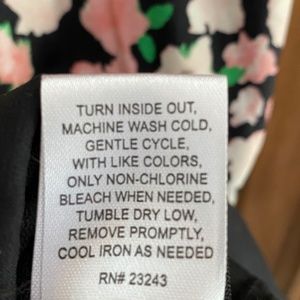 TURN INSIDE OUT,
MACHINE WASH COLD,
GENTLE CYCLE,
WITH LIKE COLORS,
ONLY NON-CHLORINE
BLEACH WHEN NEEDED,
TUMBLE DRY LOW,
REMOVE PROMPTLY,
COOL IRON AS NEEDED
RN# 23243